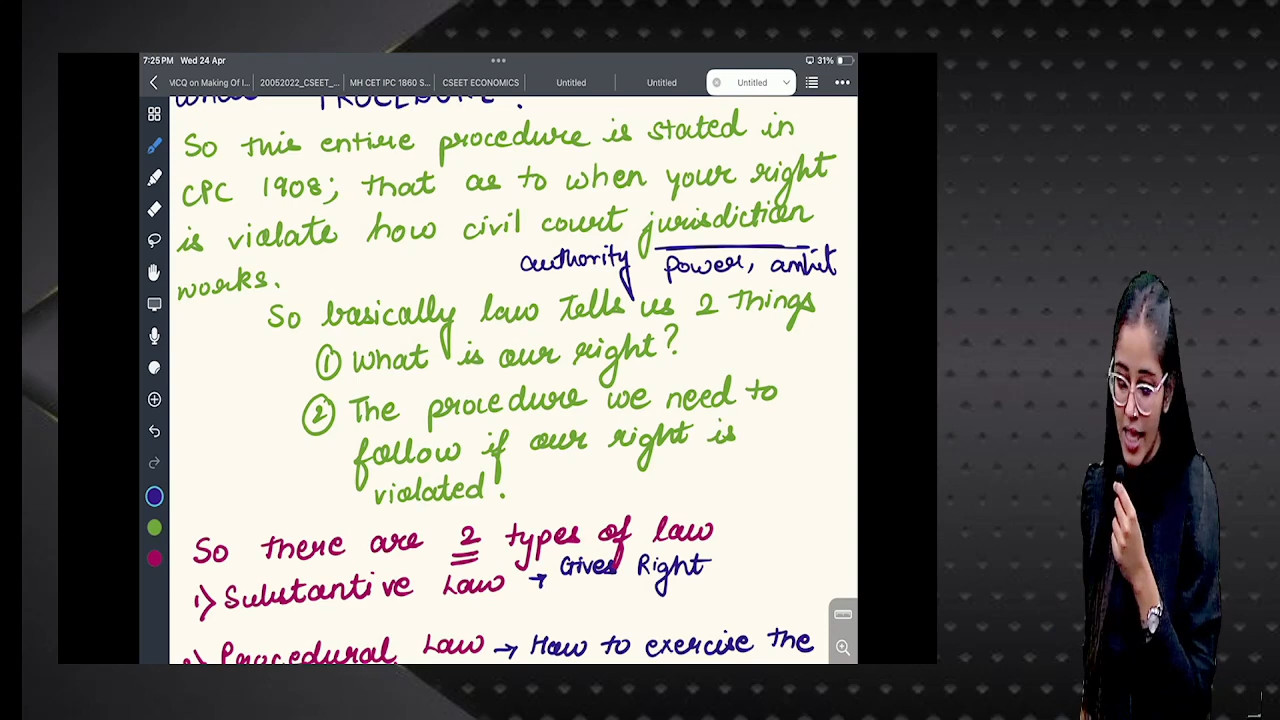 7:25 PM Wed 24 Apr
31%
MCQ on Making Of I...
20052022_CSEET_...
MH CET IPC 1860 S...
CSEET ECONOMICS
Untitled
Untitled
Untitled
PROCEDURE?
So this entire procedure is stated in
CPC 1908; that as to when your right
is violate how civil court jurisdiction
authority power, ambit
works.
So basically law tells us 2 things
① What is our right?
② The procedure we need to
follow if our right is
violated.
So there are 2 types of law
1) Substantive Law → Gives Right
2) Procedural Law → How to exercise the